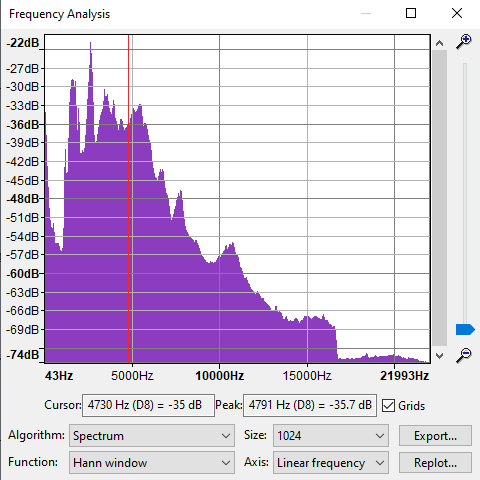 Frequency Analysis
-22dB
-27dB
-30dB
-33dB
-36dB
-39dB
-42dB
-45dB
-48dB
-51dB
-54dB
-57dB
-60dB
-63dB
-66dB
-69dB
-74dB
43Hz 5000Hz 10000Hz 15000Hz 21993Hz
Cursor: 4730 Hz (D8) = -35 dB Peak: 4791 Hz (D8) = -35.7 dB Grids
Algorithm: Spectrum Size: 1024 Export...
Function: Hann window Axis: Linear frequency Replot...